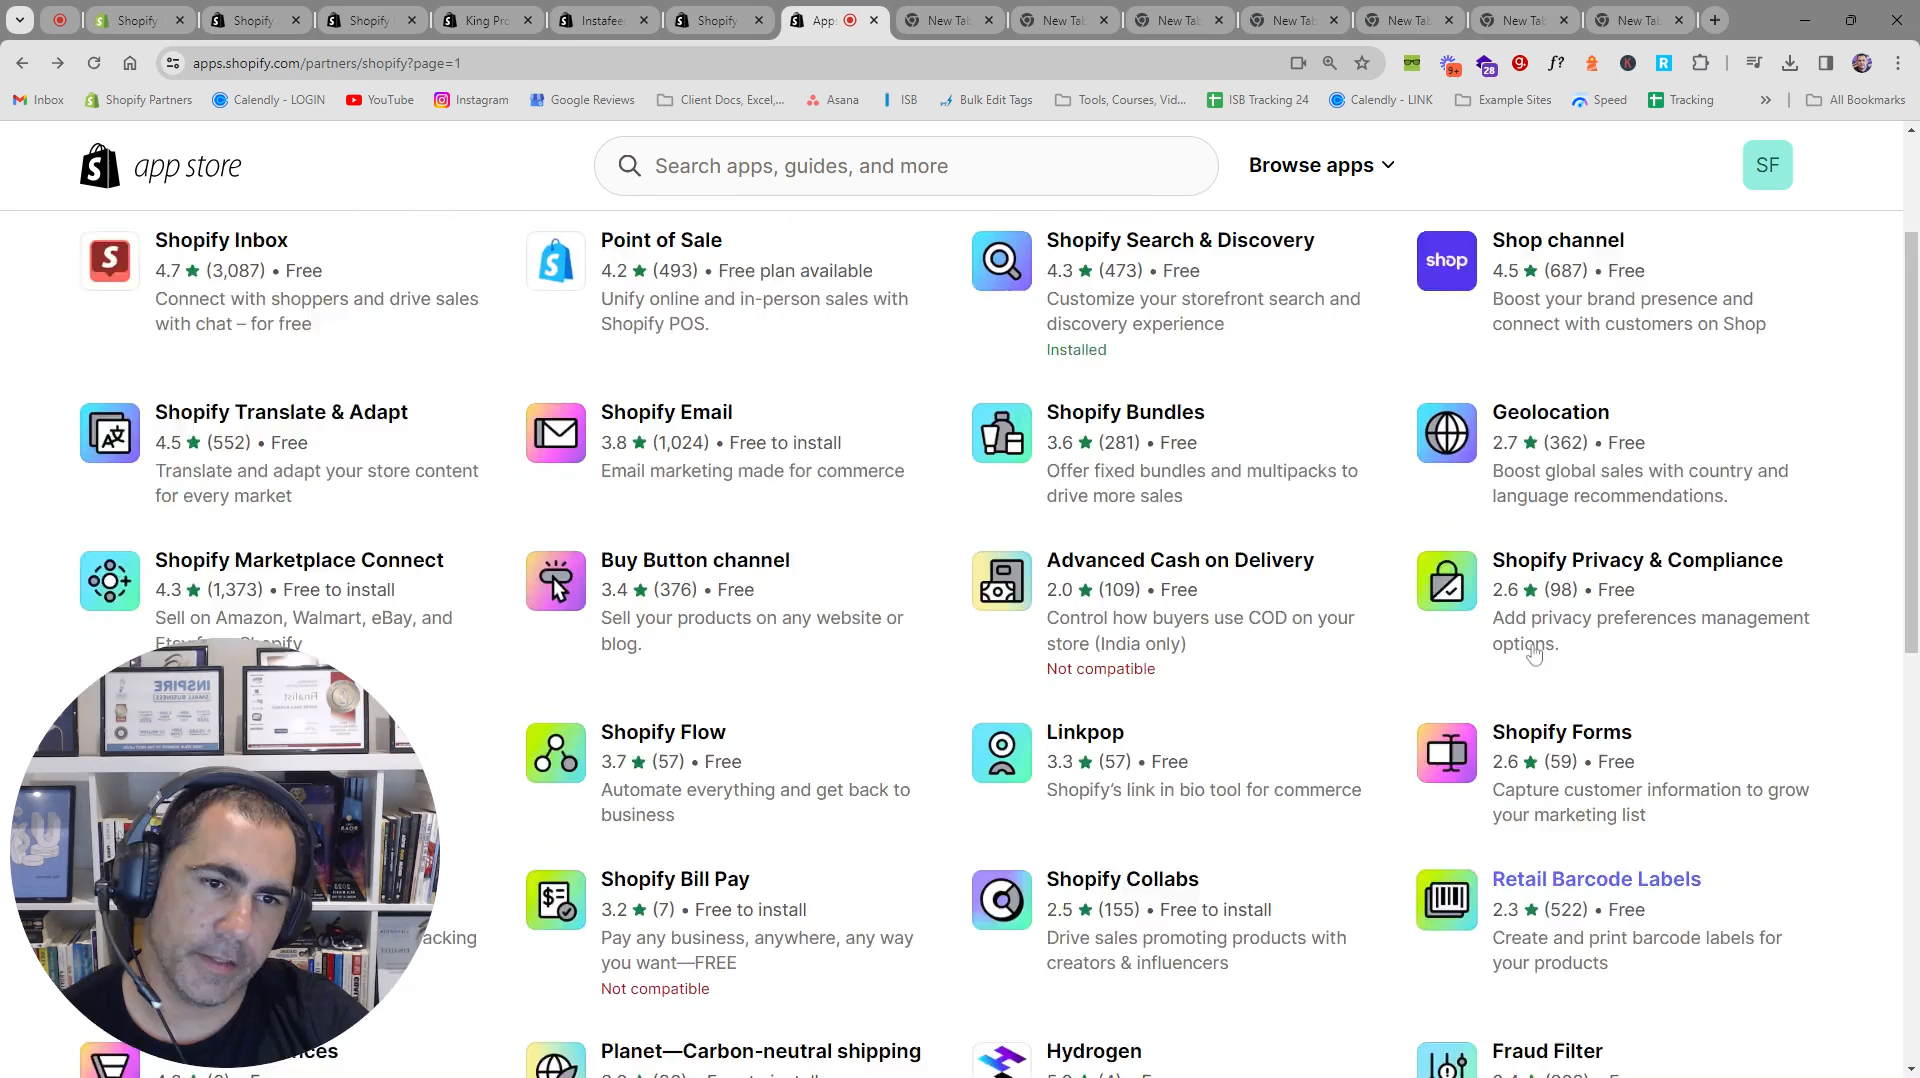 Shopify
Shopify
Shopify
King Pro
Instafeed
Shopify
Apps
New Tab
New Tab
New Tab
New Tab
New Tab
New Tab
New Tab
apps.shopify.com/partners/shopify?page=1
9+
28
Inbox
Shopify Partners
Calendly - LOGIN
YouTube
Instagram
Google Reviews
Client Docs, Excel,...
Asana
ISB
Bulk Edit Tags
Tools, Courses, Vid...
ISB Tracking 24
Calendly - LINK
Example Sites
Speed
Tracking
All Bookmarks
app store
Search apps, guides, and more
Browse apps
SF
Shopify Inbox
4.7 ★ (3,087) • Free
Connect with shoppers and drive sales
with chat – for free
Point of Sale
4.2 ★ (493) • Free plan available
Unify online and in-person sales with
Shopify POS.
Shopify Search & Discovery
4.3 ★ (473) • Free
Customize your storefront search and
discovery experience
Installed
shop
Shop channel
4.5 ★ (687) • Free
Boost your brand presence and
connect with customers on Shop
Shopify Translate & Adapt
4.5 ★ (552) • Free
Translate and adapt your store content
for every market
Shopify Email
3.8 ★ (1,024) • Free to install
Email marketing made for commerce
Shopify Bundles
3.6 ★ (281) • Free
Offer fixed bundles and multipacks to
drive more sales
Geolocation
2.7 ★ (362) • Free
Boost global sales with country and
language recommendations.
Shopify Marketplace Connect
4.3 ★ (1,373) • Free to install
Sell on Amazon, Walmart, eBay, and
Etsy from Shopify
Buy Button channel
3.4 ★ (376) • Free
Sell your products on any website or
blog.
Advanced Cash on Delivery
2.0 ★ (109) • Free
Control how buyers use COD on your
store (India only)
Not compatible
Shopify Privacy & Compliance
2.6 ★ (98) • Free
Add privacy preferences management
options.
INSPIRE
Finalist
Shopify Flow
3.7 ★ (57) • Free
Automate everything and get back to
business
Linkpop
3.3 ★ (57) • Free
Shopify's link in bio tool for commerce
Shopify Forms
2.6 ★ (59) • Free
Capture customer information to grow
your marketing list
acking
Shopify Bill Pay
3.2 ★ (7) • Free to install
Pay any business, anywhere, any way
you want—FREE
Not compatible
Shopify Collabs
2.5 ★ (155) • Free to install
Drive sales promoting products with
creators & influencers
Retail Barcode Labels
2.3 ★ (522) • Free
Create and print barcode labels for
your products
nces
Planet—Carbon-neutral shipping
Hydrogen
Fraud Filter